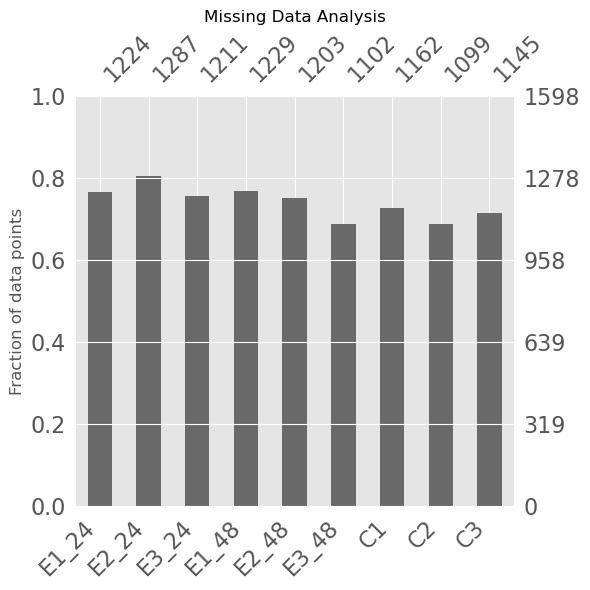 Missing Data Analysis
1224 1287 1211 1229 1203 1102 1162 1099 1145
1.0 1598
0.8 1278
0.6 958
0.4 639
0.2 319
0.0 0
Fraction of data points
E1_24 E2_24 E3_24 E1_48 E2_48 E3_48 C1 C2 C3